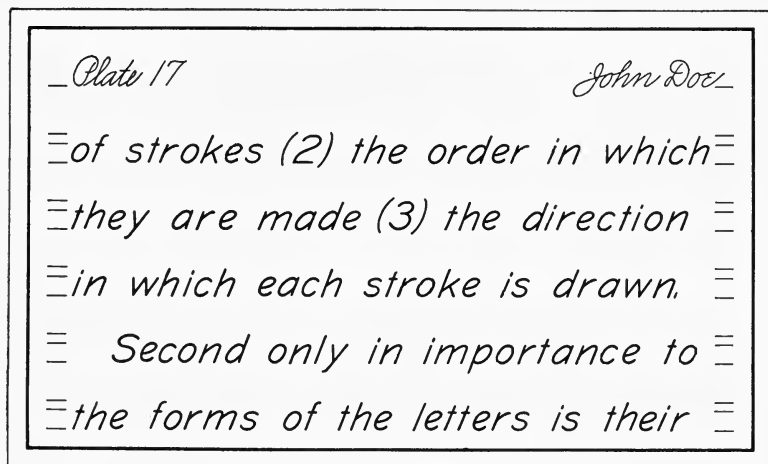 Plate 17 John Doe
of strokes (2) the order in which
they are made (3) the direction
in which each stroke is drawn.
Second only in importance to
the forms of the letters is their